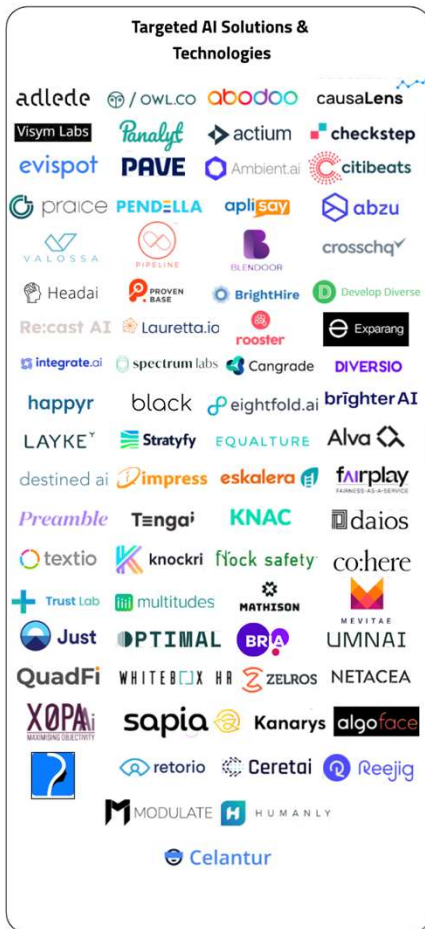 Targeted AI Solutions &
Technologies
adlede / OWL.CO abodoo causaLens
Visym Labs Panalyt actium checkstep
evispot PAVE Ambient.ai citibeats
praice PENDELLA apli say abzu
VALOSSA PIPELINE BLENDOOR crosschq
Headai PROVEN BASE BrightHire Develop Diverse
Re:cast AI Lauretta.io rooster Exparang
integrate.ai spectrum labs Cangrade DIVERSIO
happyr black eightfold.ai brighter AI
LAYKE Stratyfy EQUALTURE Alva
destined ai impress eskalera fairplay
FAIRNESS-AS-A-SERVICE
Preamble Tengai KNAC daios
textio knockri flock safety co:here
Trust Lab multitudes MATHISON MEVITAE
Just OPTIMAL BRIA UMNAI
QuadFi WHITEBOX HR ZELROS NETACEA
X0PA Ai sapia Kanarys algoface
MAXIMISING OBJECTIVITY
retorio Ceretai Reejig
MODULATE H HUMANLY
Celantur